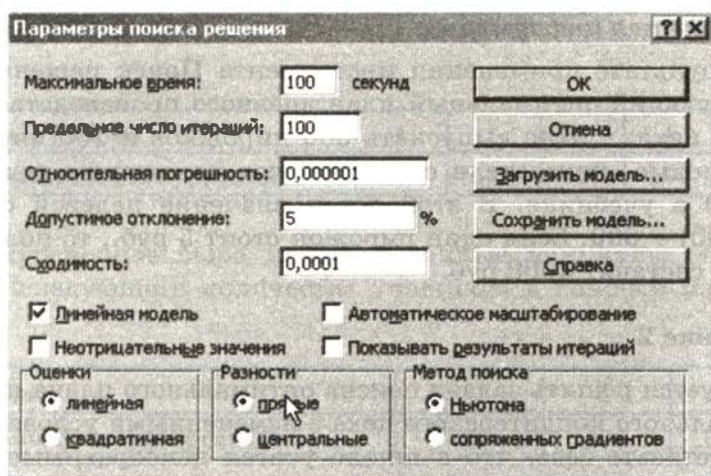 Параметры поиска решения
Максимальное время: 100 секунд
OK
Предельное число итераций: 100
Отмена
Относительная погрешность: 0,000001
Загрузить модель...
Допустимое отклонение: 5 %
Сохранить модель...
Сходимость: 0,0001
Справка
Линейная модель
Автоматическое масштабирование
Неотрицательные значения
Показывать результаты итераций
Оценки
Разности
Метод поиска
линейная
прямые
Ньютона
квадратичная
центральные
сопряженных градиентов